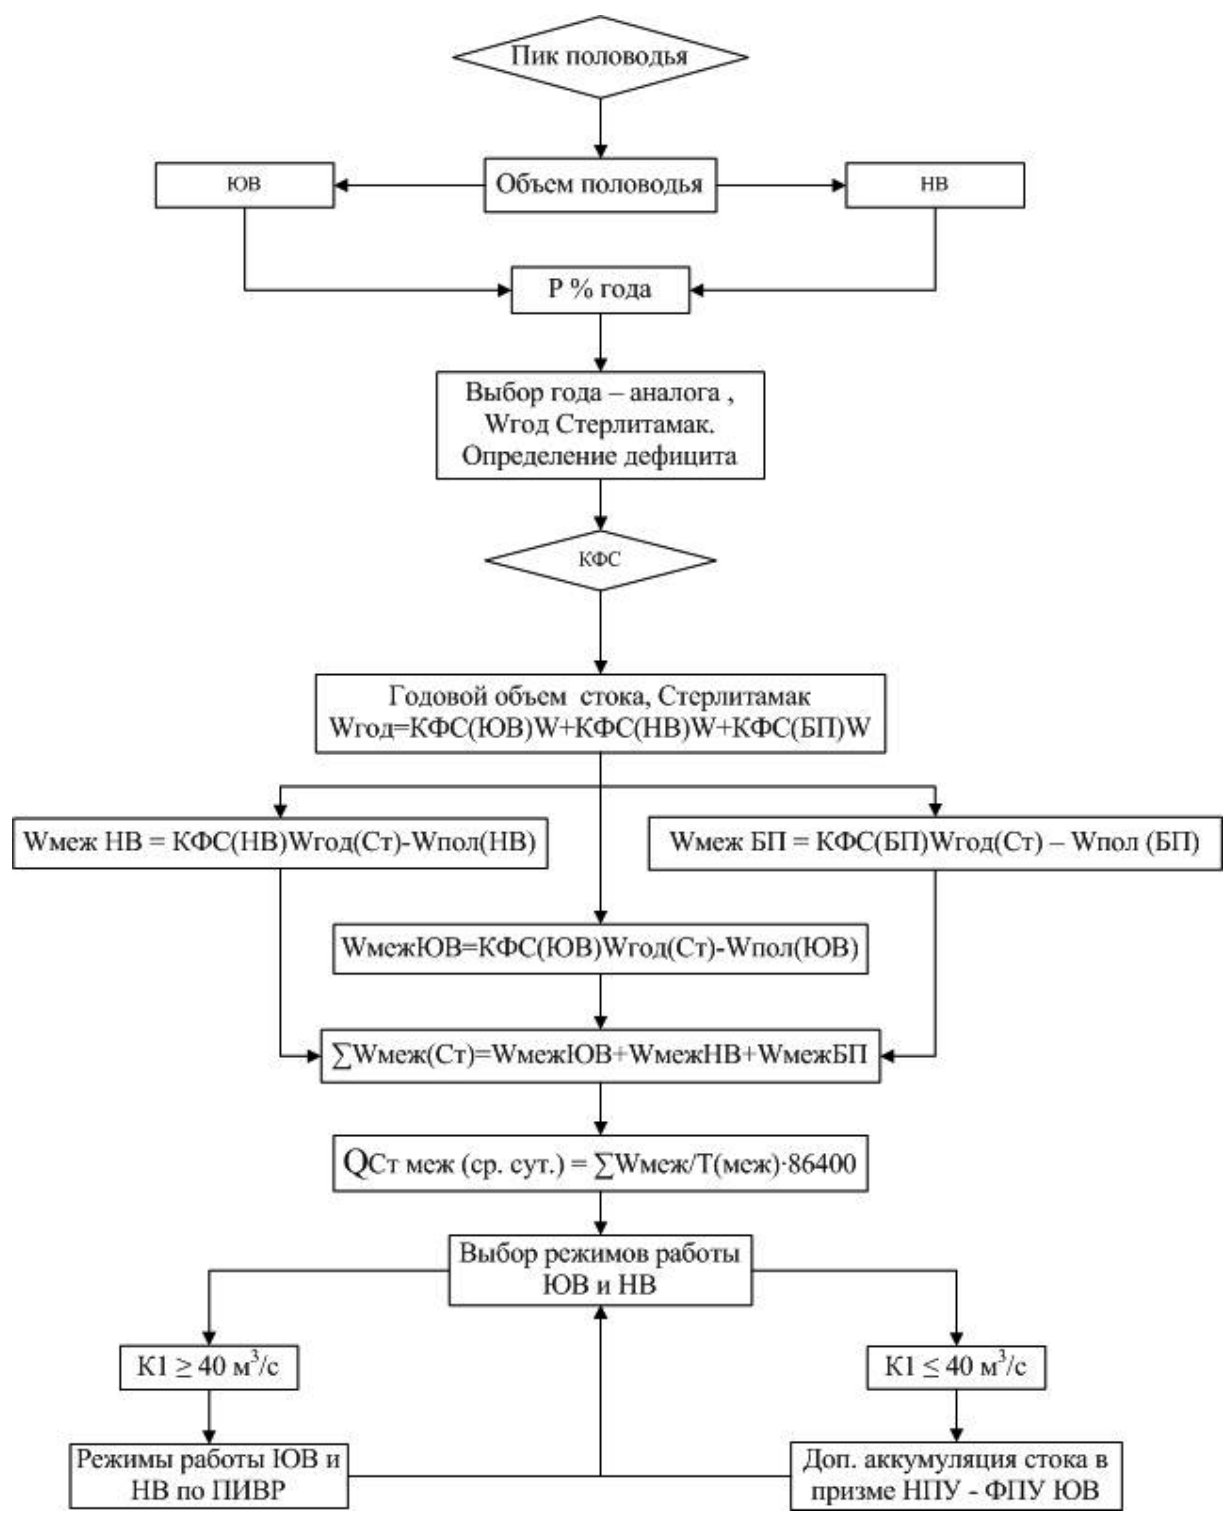 Пик половодья
ЮВ
Объем половодья
НВ
Р % года
Выбор года – аналога ,
Wгод Стерлитамак.
Определение дефицита
КФС
Годовой объем стока, Стерлитамак
Wгод=КФС(ЮВ)W+КФС(НВ)W+КФС(БП)W
Wмеж НВ = КФС(НВ)Wгод(Ст)-Wпол(НВ)
Wмеж БП = КФС(БП)Wгод(Ст) – Wпол (БП)
WмежЮВ=КФС(ЮВ)Wгод(Ст)-Wпол(ЮВ)
∑Wмеж(Ст)=WмежЮВ+WмежНВ+WмежБП
QСт меж (ср. сут.) = ∑Wмеж/Т(меж)·86400
Выбор режимов работы
ЮВ и НВ
К1 ≥ 40 м³/с
К1 ≤ 40 м³/с
Режимы работы ЮВ и
НВ по ПИВР
Доп. аккумуляция стока в
призме НПУ - ФПУ ЮВ